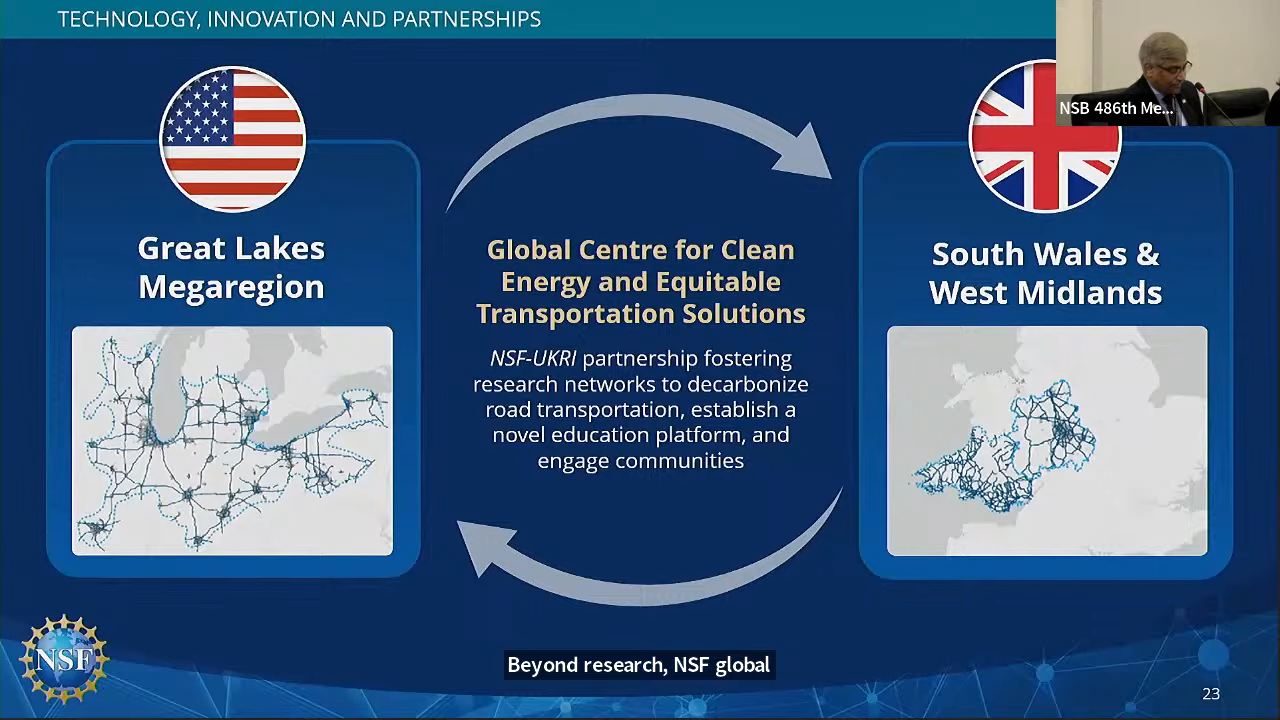 TECHNOLOGY, INNOVATION AND PARTNERSHIPS
NSB 486th Me...
Great Lakes
Megaregion
Global Centre for Clean
Energy and Equitable
Transportation Solutions
NSF-UKRI partnership fostering
research networks to decarbonize
road transportation, establish a
novel education platform, and
engage communities
South Wales &
West Midlands
NSF
Beyond research, NSF global
23